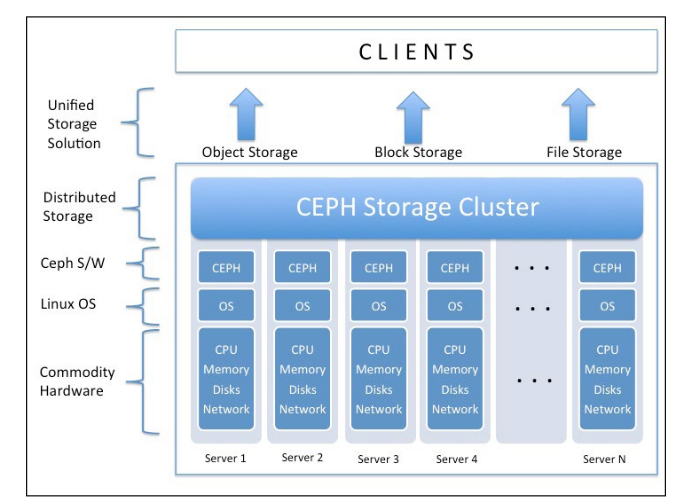 CLIENTS
Unified
Storage
Solution
Object Storage
Block Storage
File Storage
Distributed
Storage
CEPH Storage Cluster
Ceph S/W
CEPH
CEPH
CEPH
CEPH
. . .
CEPH
Linux OS
OS
OS
OS
OS
. . .
OS
Commodity
Hardware
CPU
Memory
Disks
Network
CPU
Memory
Disks
Network
CPU
Memory
Disks
Network
CPU
Memory
Disks
Network
. . .
CPU
Memory
Disks
Network
Server 1
Server 2
Server 3
Server 4
Server N